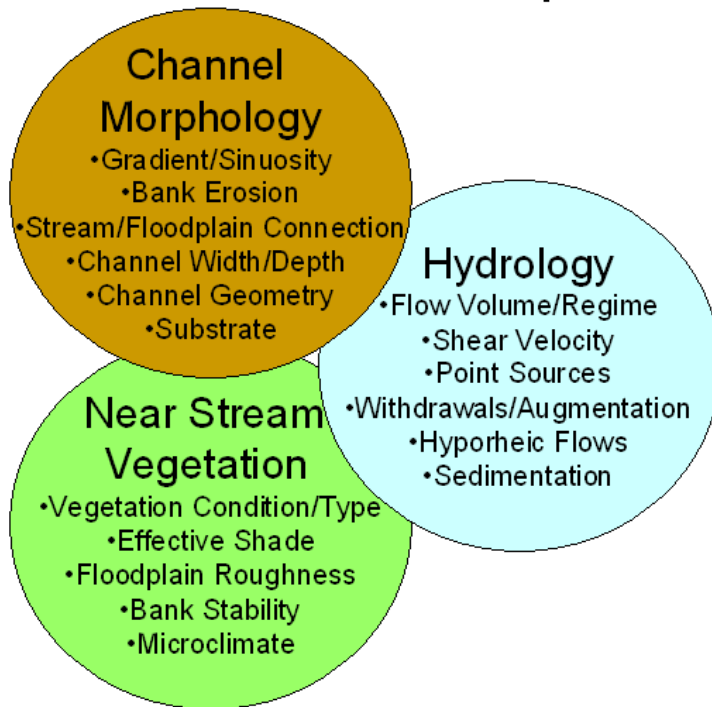 Channel
Morphology
•Gradient/Sinuosity
•Bank Erosion
•Stream/Floodplain Connection
•Channel Width/Depth
•Channel Geometry
•Substrate
Hydrology
•Flow Volume/Regime
•Shear Velocity
•Point Sources
•Withdrawals/Augmentation
•Hyporheic Flows
•Sedimentation
Near Stream
Vegetation
•Vegetation Condition/Type
•Effective Shade
•Floodplain Roughness
•Bank Stability
•Microclimate